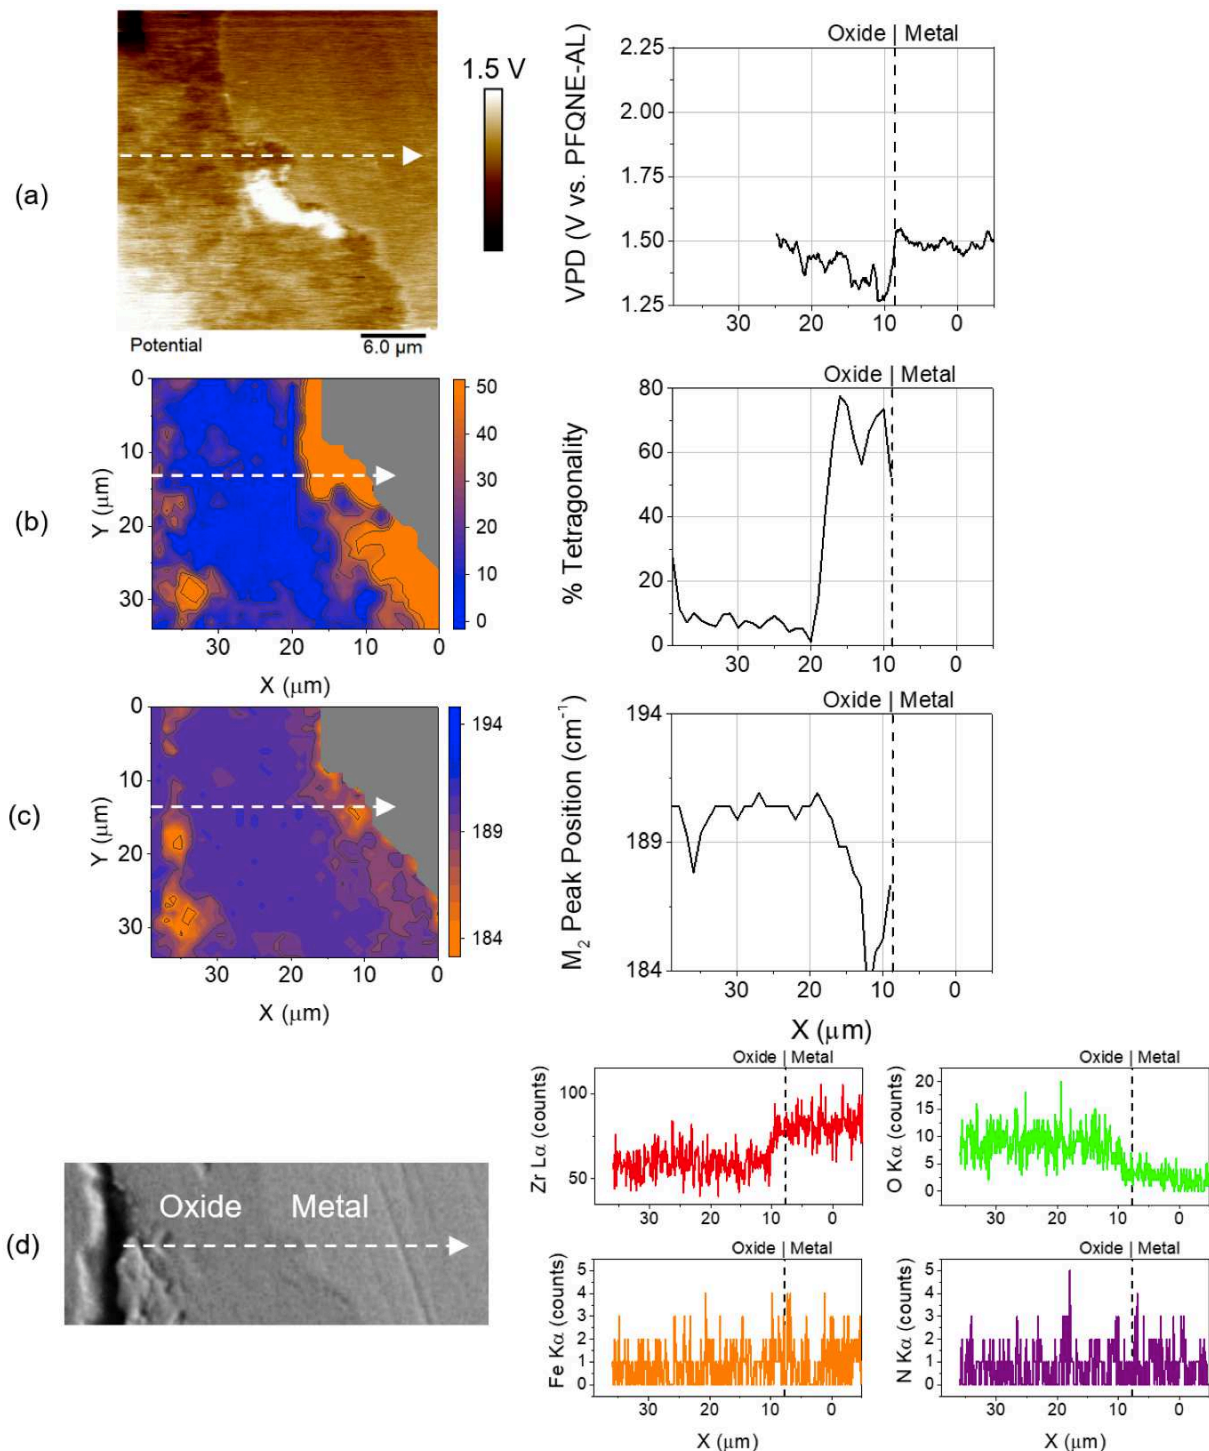 (a)
1.5 V
Potential
6.0 µm
Oxide | Metal
VPD (V vs. PFQNE-AL)
2.25
2.00
1.75
1.50
1.25
30 20 10 0
(b)
Y (µm)
0
10
20
30
30 20 10 0
X (µm)
50
40
30
20
10
0
Oxide | Metal
% Tetragonality
80
60
40
20
0
30 20 10 0
(c)
Y (µm)
0
10
20
30
30 20 10 0
X (µm)
194
189
184
Oxide | Metal
M₂ Peak Position (cm⁻¹)
194
189
184
30 20 10 0
X (µm)
(d)
Oxide Metal
Oxide | Metal
Zr Lα (counts)
100
50
30 20 10 0
Oxide | Metal
O Kα (counts)
20
15
10
5
0
30 20 10 0
Oxide | Metal
Fe Kα (counts)
5
4
3
2
1
0
30 20 10 0
X (µm)
Oxide | Metal
N Kα (counts)
5
4
3
2
1
0
30 20 10 0
X (µm)